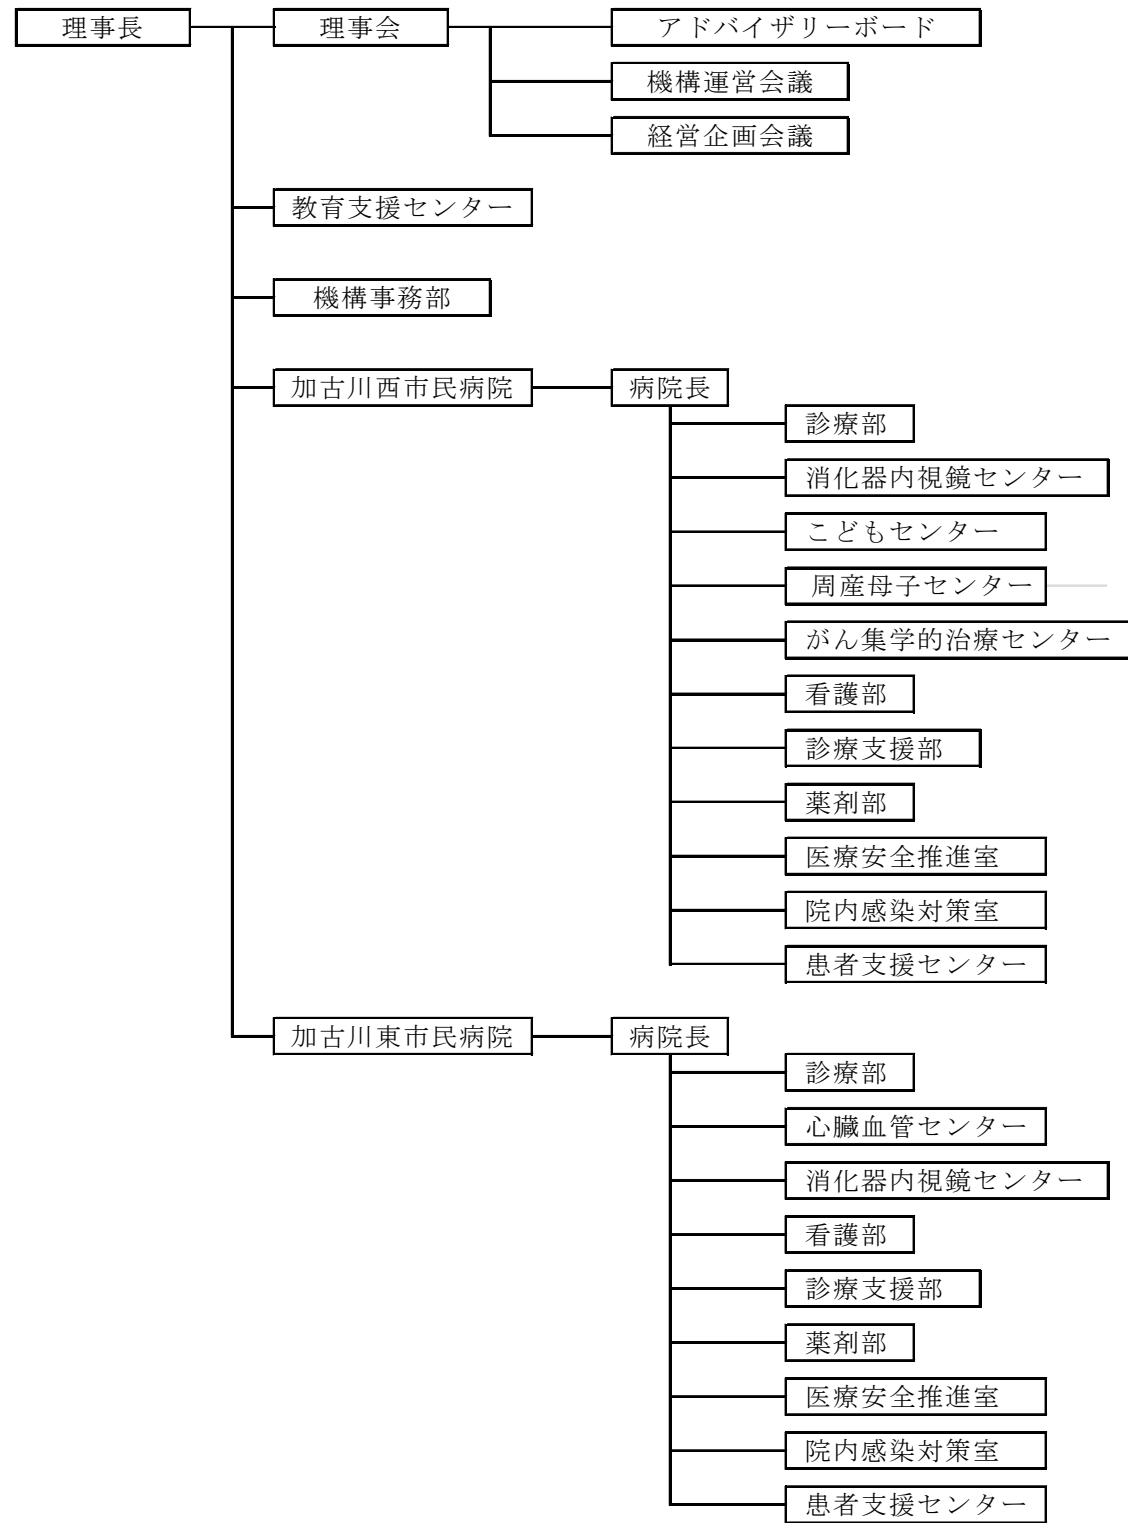 理事長
理事会
アドバイザリーボード
機構運営会議
経営企画会議
教育支援センター
機構事務部
加古川西市民病院
病院長
診療部
消化器内視鏡センター
こどもセンター
周産母子センター
がん集学的治療センター
看護部
診療支援部
薬剤部
医療安全推進室
院内感染対策室
患者支援センター
加古川東市民病院
病院長
診療部
心臓血管センター
消化器内視鏡センター
看護部
診療支援部
薬剤部
医療安全推進室
院内感染対策室
患者支援センター